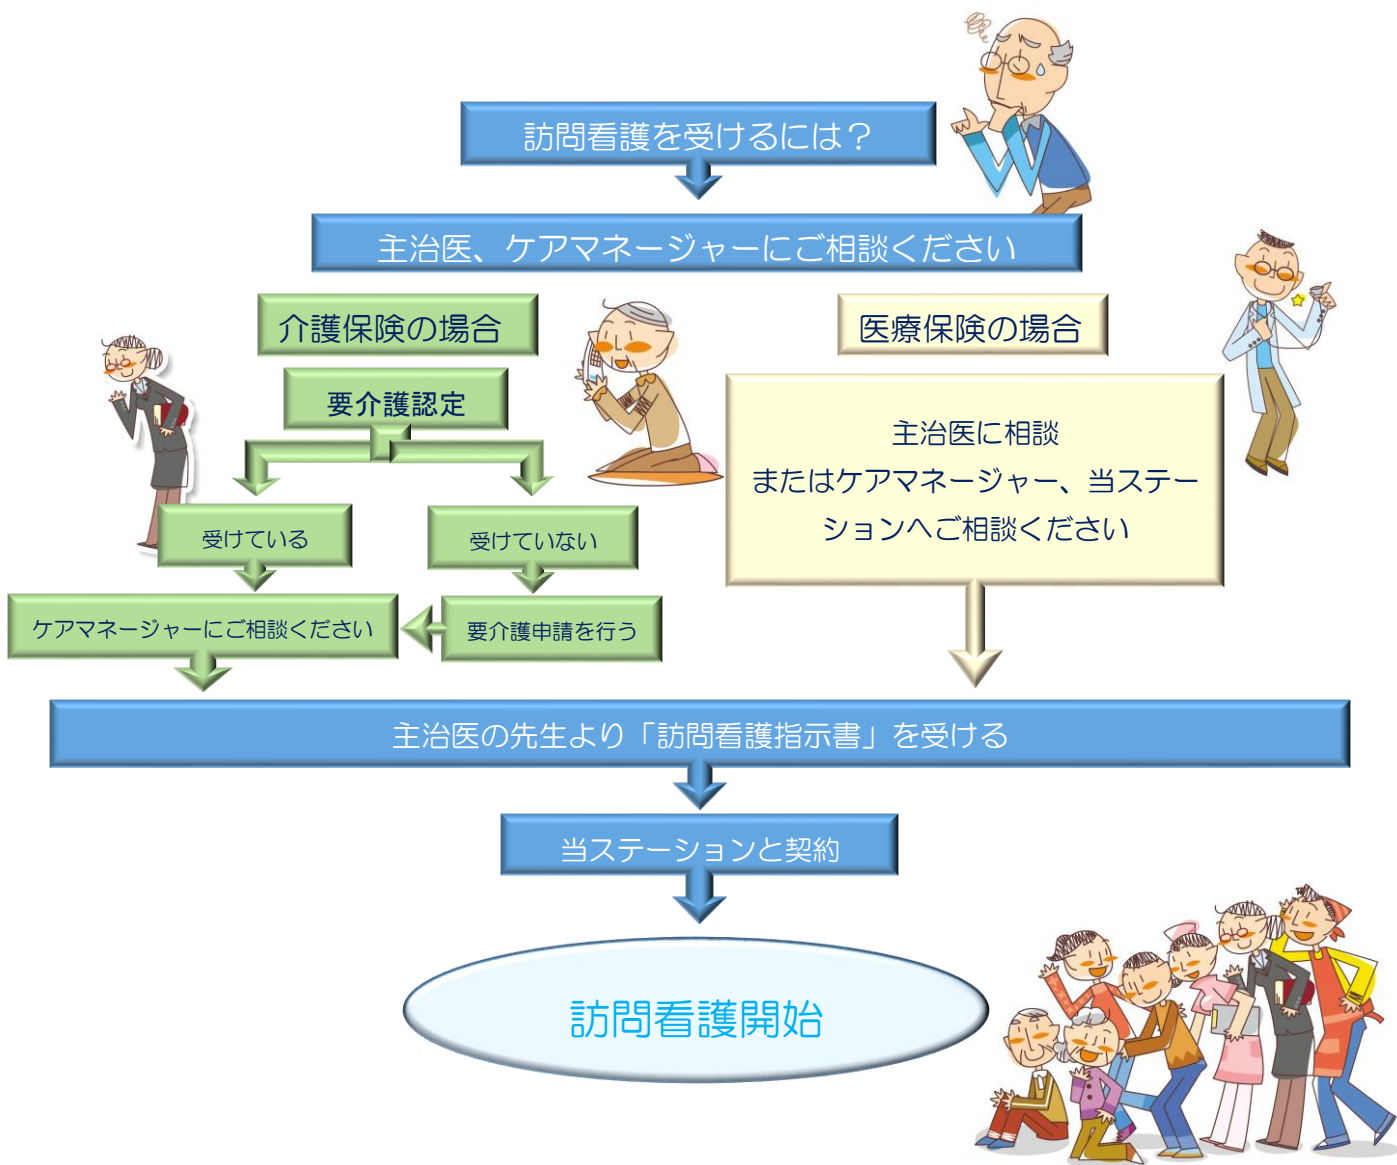 訪問看護を受けるには？
主治医、ケアマネージャーにご相談ください
介護保険の場合
医療保険の場合
要介護認定
主治医に相談
またはケアマネージャー、当ステー
ションへご相談ください
受けている
受けていない
ケアマネージャーにご相談ください
要介護申請を行う
主治医の先生より「訪問看護指示書」を受ける
当ステーションと契約
訪問看護開始